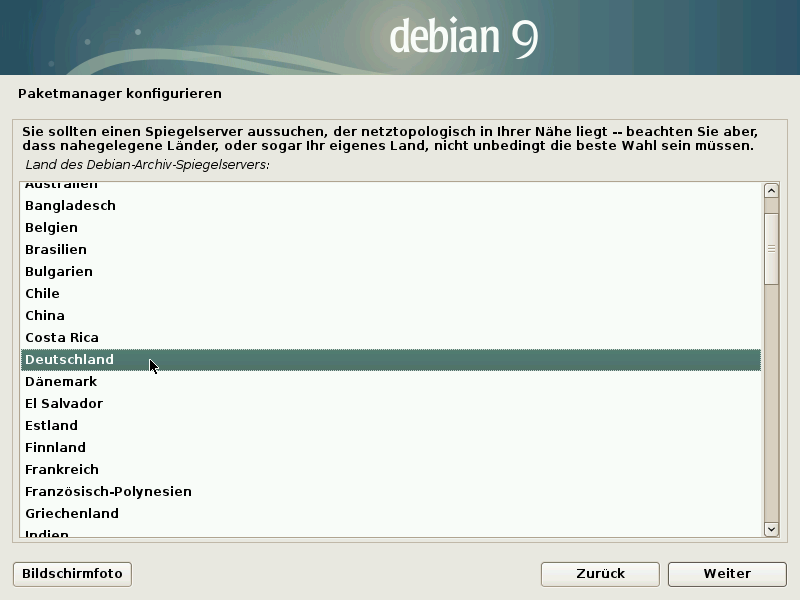 debian 9
Paketmanager konfigurieren
Sie sollten einen Spiegelserver aussuchen, der netztopologisch in Ihrer Nähe liegt -- beachten Sie aber,
dass nahegelegene Länder, oder sogar Ihr eigenes Land, nicht unbedingt die beste Wahl sein müssen.
Land des Debian-Archiv-Spiegelservers:
Australien
Bangladesch
Belgien
Brasilien
Bulgarien
Chile
China
Costa Rica
Deutschland
Dänemark
El Salvador
Estland
Finnland
Frankreich
Französisch-Polynesien
Griechenland
Indien
Bildschirmfoto
Zurück
Weiter